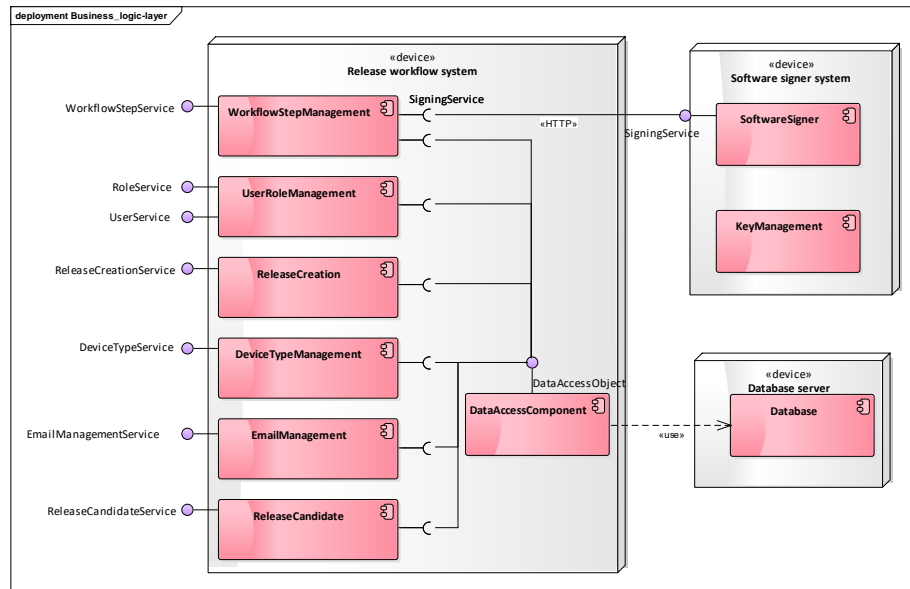 deployment Business_logic-layer
«device»
Release workflow system
«device»
Software signer system
WorkflowStepService
WorkflowStepManagement
SigningService
«HTTP»
SigningService
SoftwareSigner
RoleService
UserService
UserRoleManagement
KeyManagement
ReleaseCreationService
ReleaseCreation
DeviceTypeService
DeviceTypeManagement
DataAccessObject
DataAccessComponent
«use»
«device»
Database server
Database
EmailManagementService
EmailManagement
ReleaseCandidateService
ReleaseCandidate